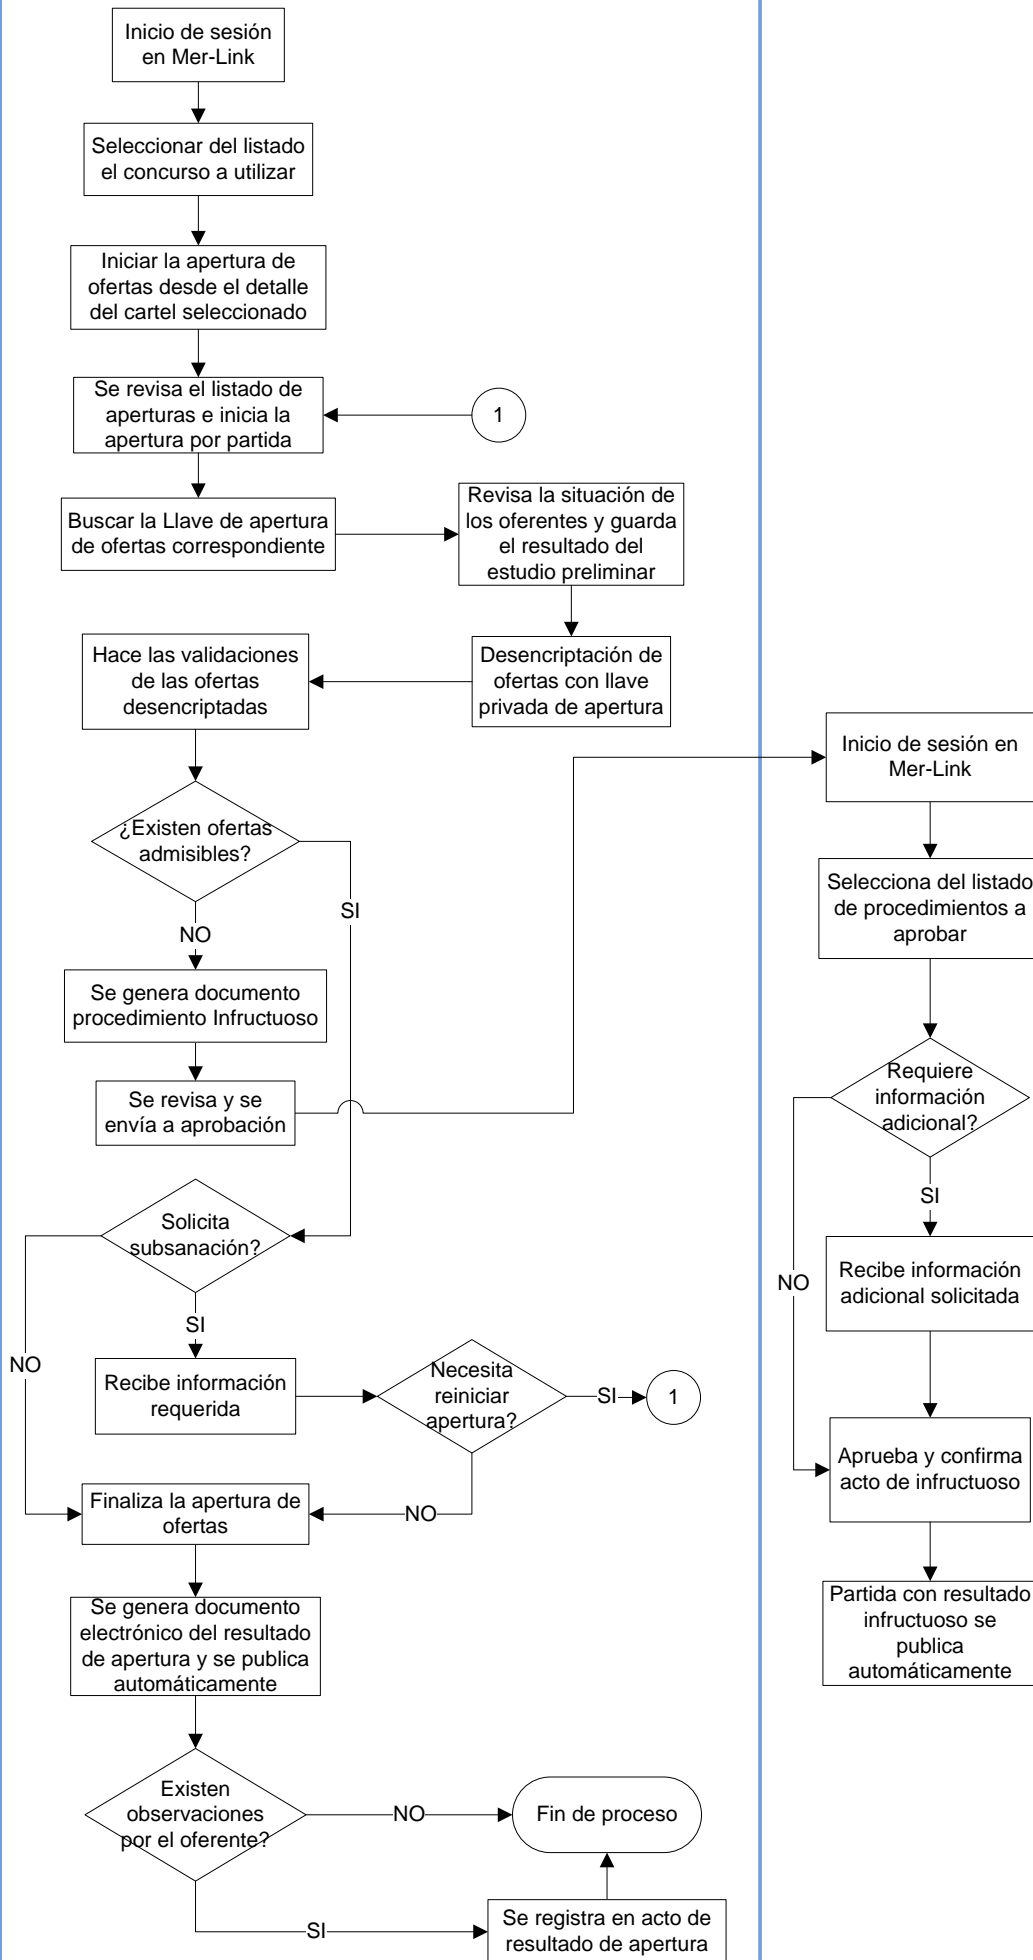 Inicio de sesión
en Mer-Link
Seleccionar del listado
el concurso a utilizar
Iniciar la apertura de
ofertas desde el detalle
del cartel seleccionado
Se revisa el listado de
aperturas e inicia la
apertura por partida
1
Buscar la Llave de apertura
de ofertas correspondiente
Revisa la situación de
los oferentes y guarda
el resultado del
estudio preliminar
Desencriptación de
ofertas con llave
privada de apertura
Hace las validaciones
de las ofertas
desencriptadas
¿Existen ofertas
admisibles?
SI
NO
Se genera documento
procedimiento Infructuoso
Se revisa y se
envía a aprobación
Solicita
subsanación?
SI
NO
Recibe información
requerida
Necesita
reiniciar
apertura?
SI
1
NO
Finaliza la apertura de
ofertas
Se genera documento
electrónico del resultado
de apertura y se publica
automáticamente
Existen
observaciones
por el oferente?
NO
Fin de proceso
SI
Se registra en acto de
resultado de apertura
Inicio de sesión en
Mer-Link
Selecciona del listado
de procedimientos a
aprobar
Requiere
información
adicional?
SI
NO
Recibe información
adicional solicitada
Aprueba y confirma
acto de infructuoso
Partida con resultado
infructuoso se
publica
automáticamente